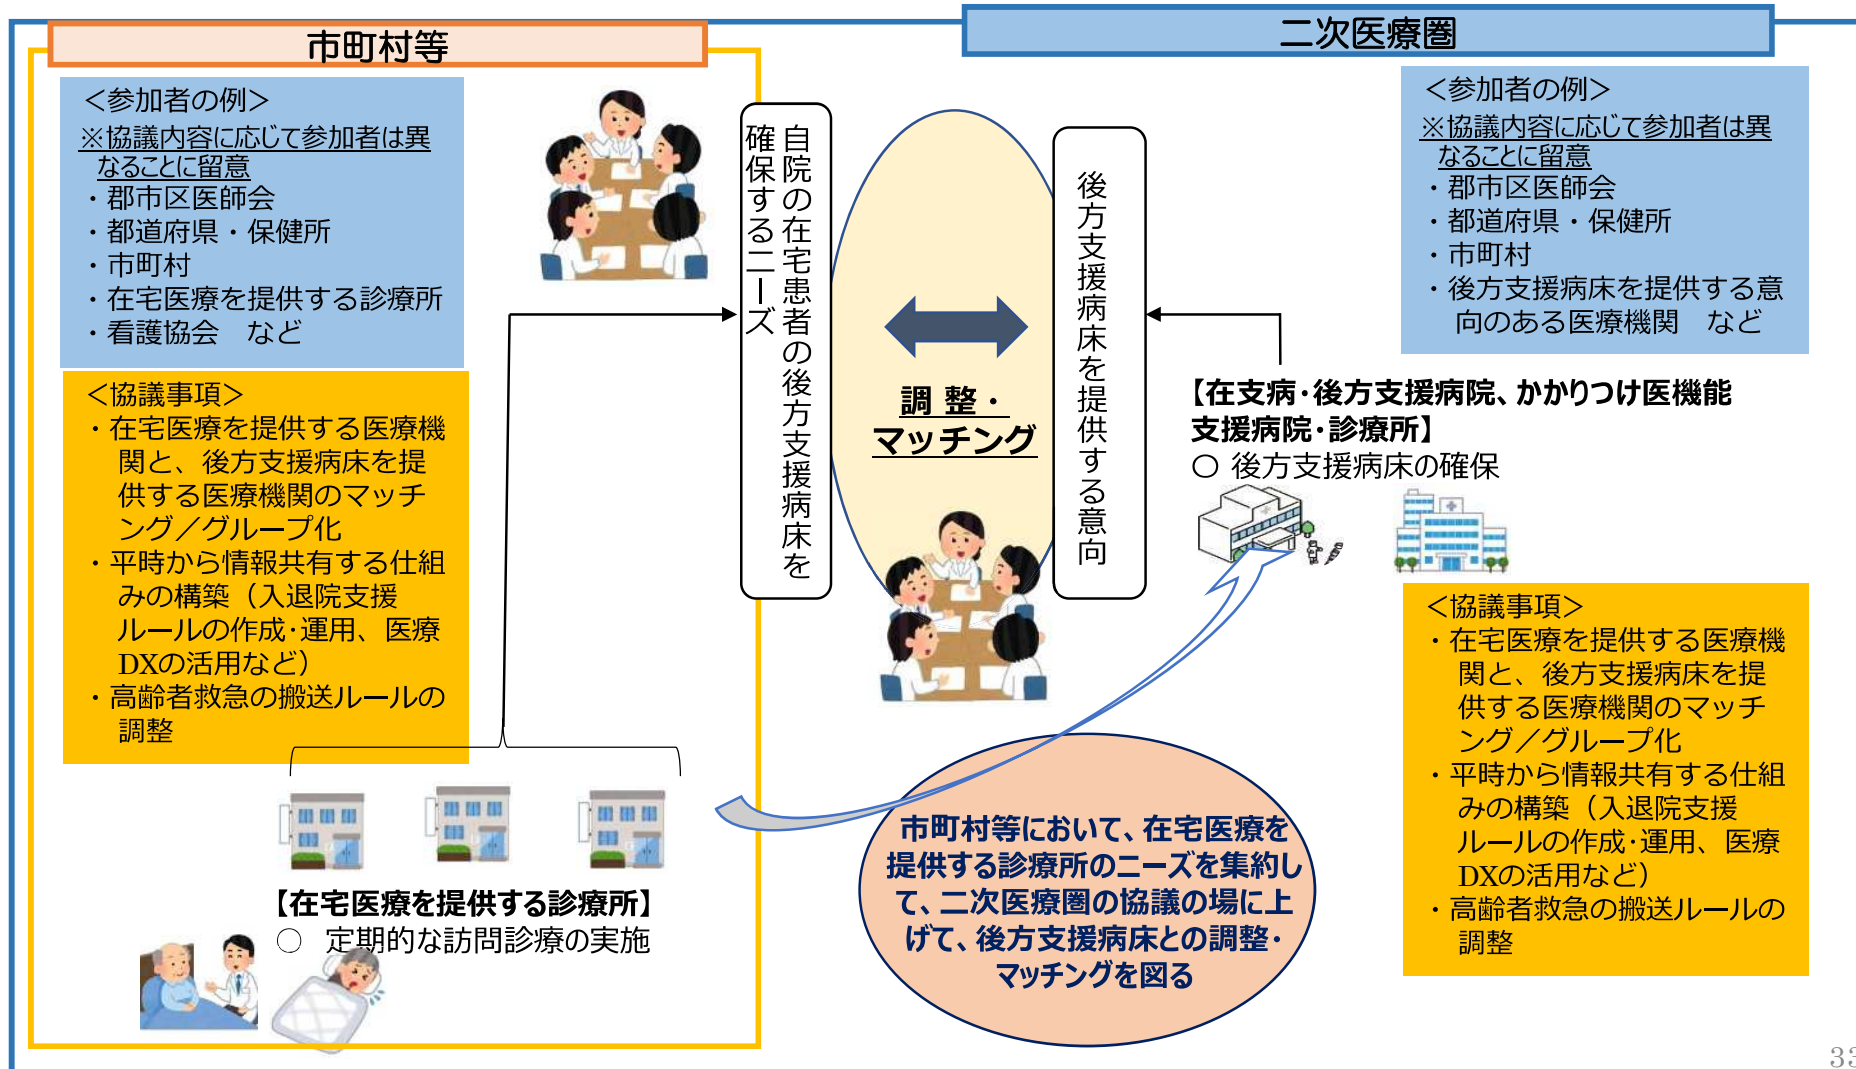 市町村等
＜参加者の例＞
※協議内容に応じて参加者は異
なることに留意
・郡市区医師会
・都道府県・保健所
・市町村
・在宅医療を提供する診療所
・看護協会　など
＜協議事項＞
・在宅医療を提供する医療機
関と、後方支援病床を提
供する医療機関のマッチ
ング／グループ化
・平時から情報共有する仕組
みの構築（入退院支援
ルールの作成・運用、医療
DXの活用など）
・高齢者救急の搬送ルールの
調整
【在宅医療を提供する診療所】
〇　定期的な訪問診療の実施
自院の在宅患者の後方支援病床を
確保するニーズ
調整・
マッチング
後方支援病床を提供する意向
市町村等において、在宅医療を
提供する診療所のニーズを集約し
て、二次医療圏の協議の場に上
げて、後方支援病床との調整・
マッチングを図る
二次医療圏
＜参加者の例＞
※協議内容に応じて参加者は異
なることに留意
・郡市区医師会
・都道府県・保健所
・市町村
・後方支援病床を提供する意
向のある医療機関　など
【在支病・後方支援病院、かかりつけ医機能
支援病院・診療所】
〇 後方支援病床の確保
＜協議事項＞
・在宅医療を提供する医療機
関と、後方支援病床を提
供する医療機関のマッチ
ング／グループ化
・平時から情報共有する仕組
みの構築（入退院支援
ルールの作成・運用、医療
DXの活用など）
・高齢者救急の搬送ルールの
調整
33